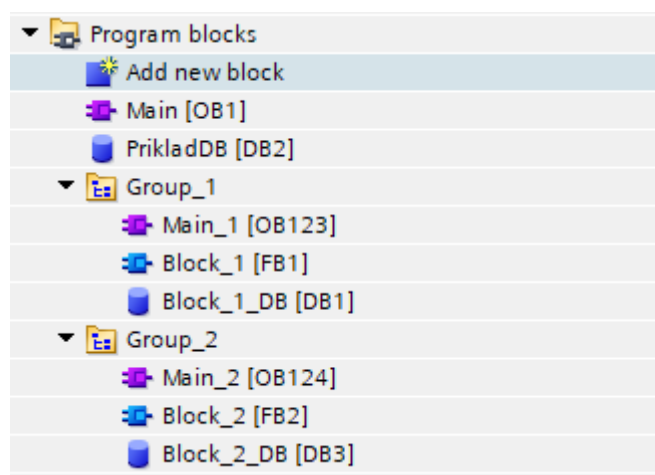 Program blocks
Add new block
Main [OB1]
PrikladDB [DB2]
Group_1
Main_1 [OB123]
Block_1 [FB1]
Block_1_DB [DB1]
Group_2
Main_2 [OB124]
Block_2 [FB2]
Block_2_DB [DB3]